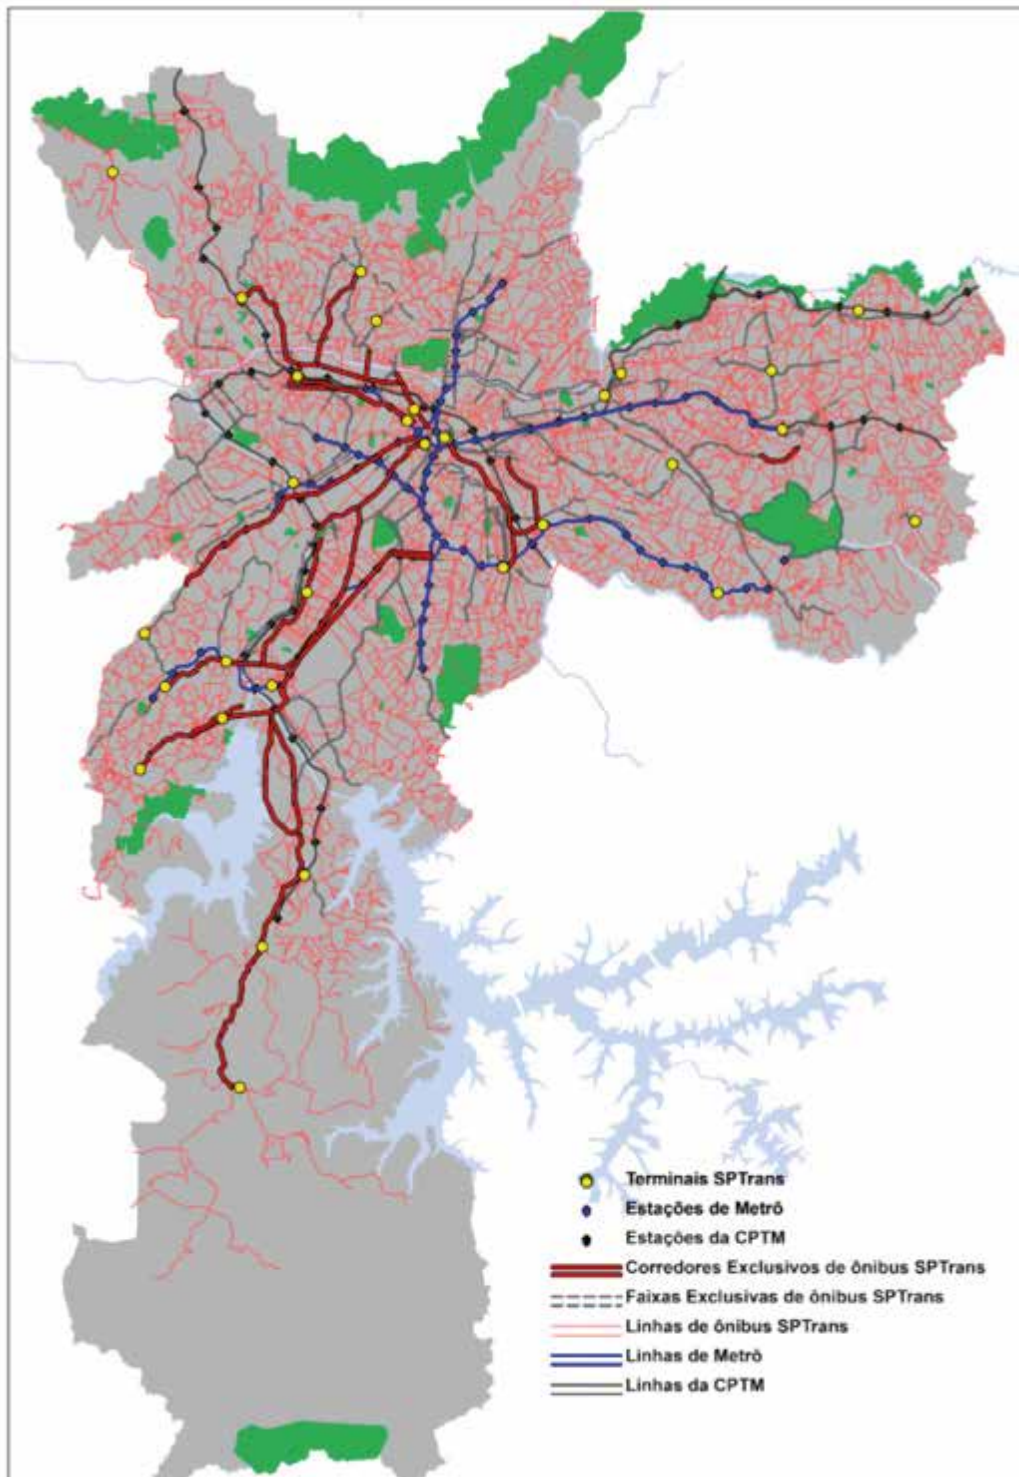 Terminais SPTrans
Estações de Metrô
Estações da CPTM
Corredores Exclusivos de ônibus SPTrans
Faixas Exclusivas de ônibus SPTrans
Linhas de ônibus SPTrans
Linhas de Metrô
Linhas da CPTM